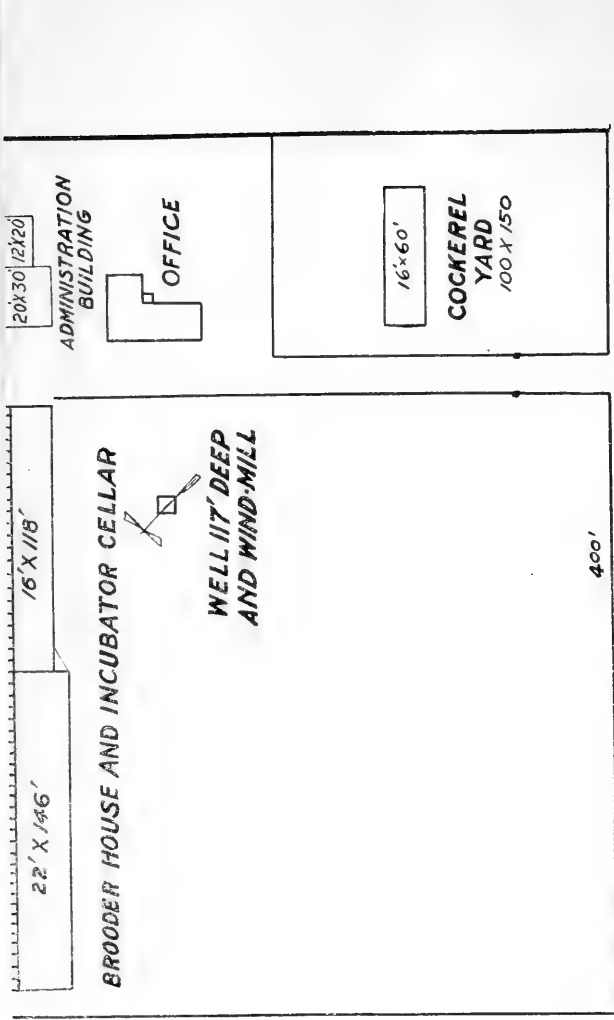 22' X 146'
16' X 118'
BROODER HOUSE AND INCUBATOR CELLAR
WELL 117' DEEP
AND WIND-MILL
400'
20'X30'
12'X20'
ADMINISTRATION
BUILDING
OFFICE
16'X60'
COCKEREL
YARD
100 X 150